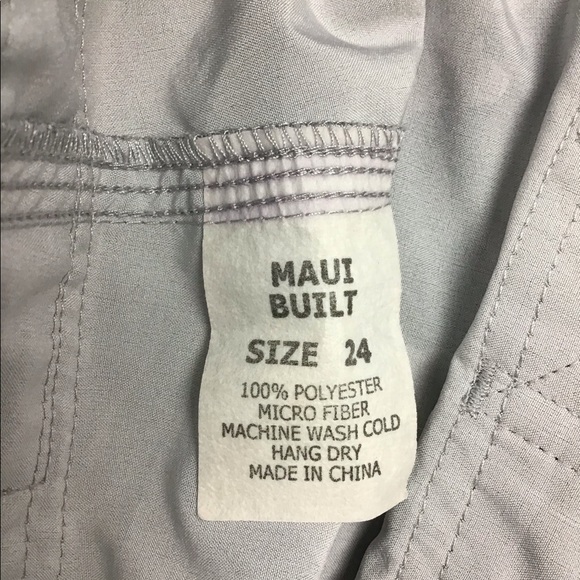 MAUI
BUILT
SIZE 24
100% POLYESTER
MICRO FIBER
MACHINE WASH COLD
HANG DRY
MADE IN CHINA